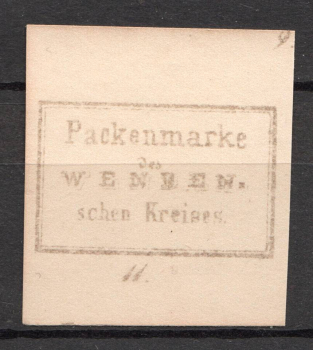 Packenmarke
des
WENDEN-
schen Kreises.